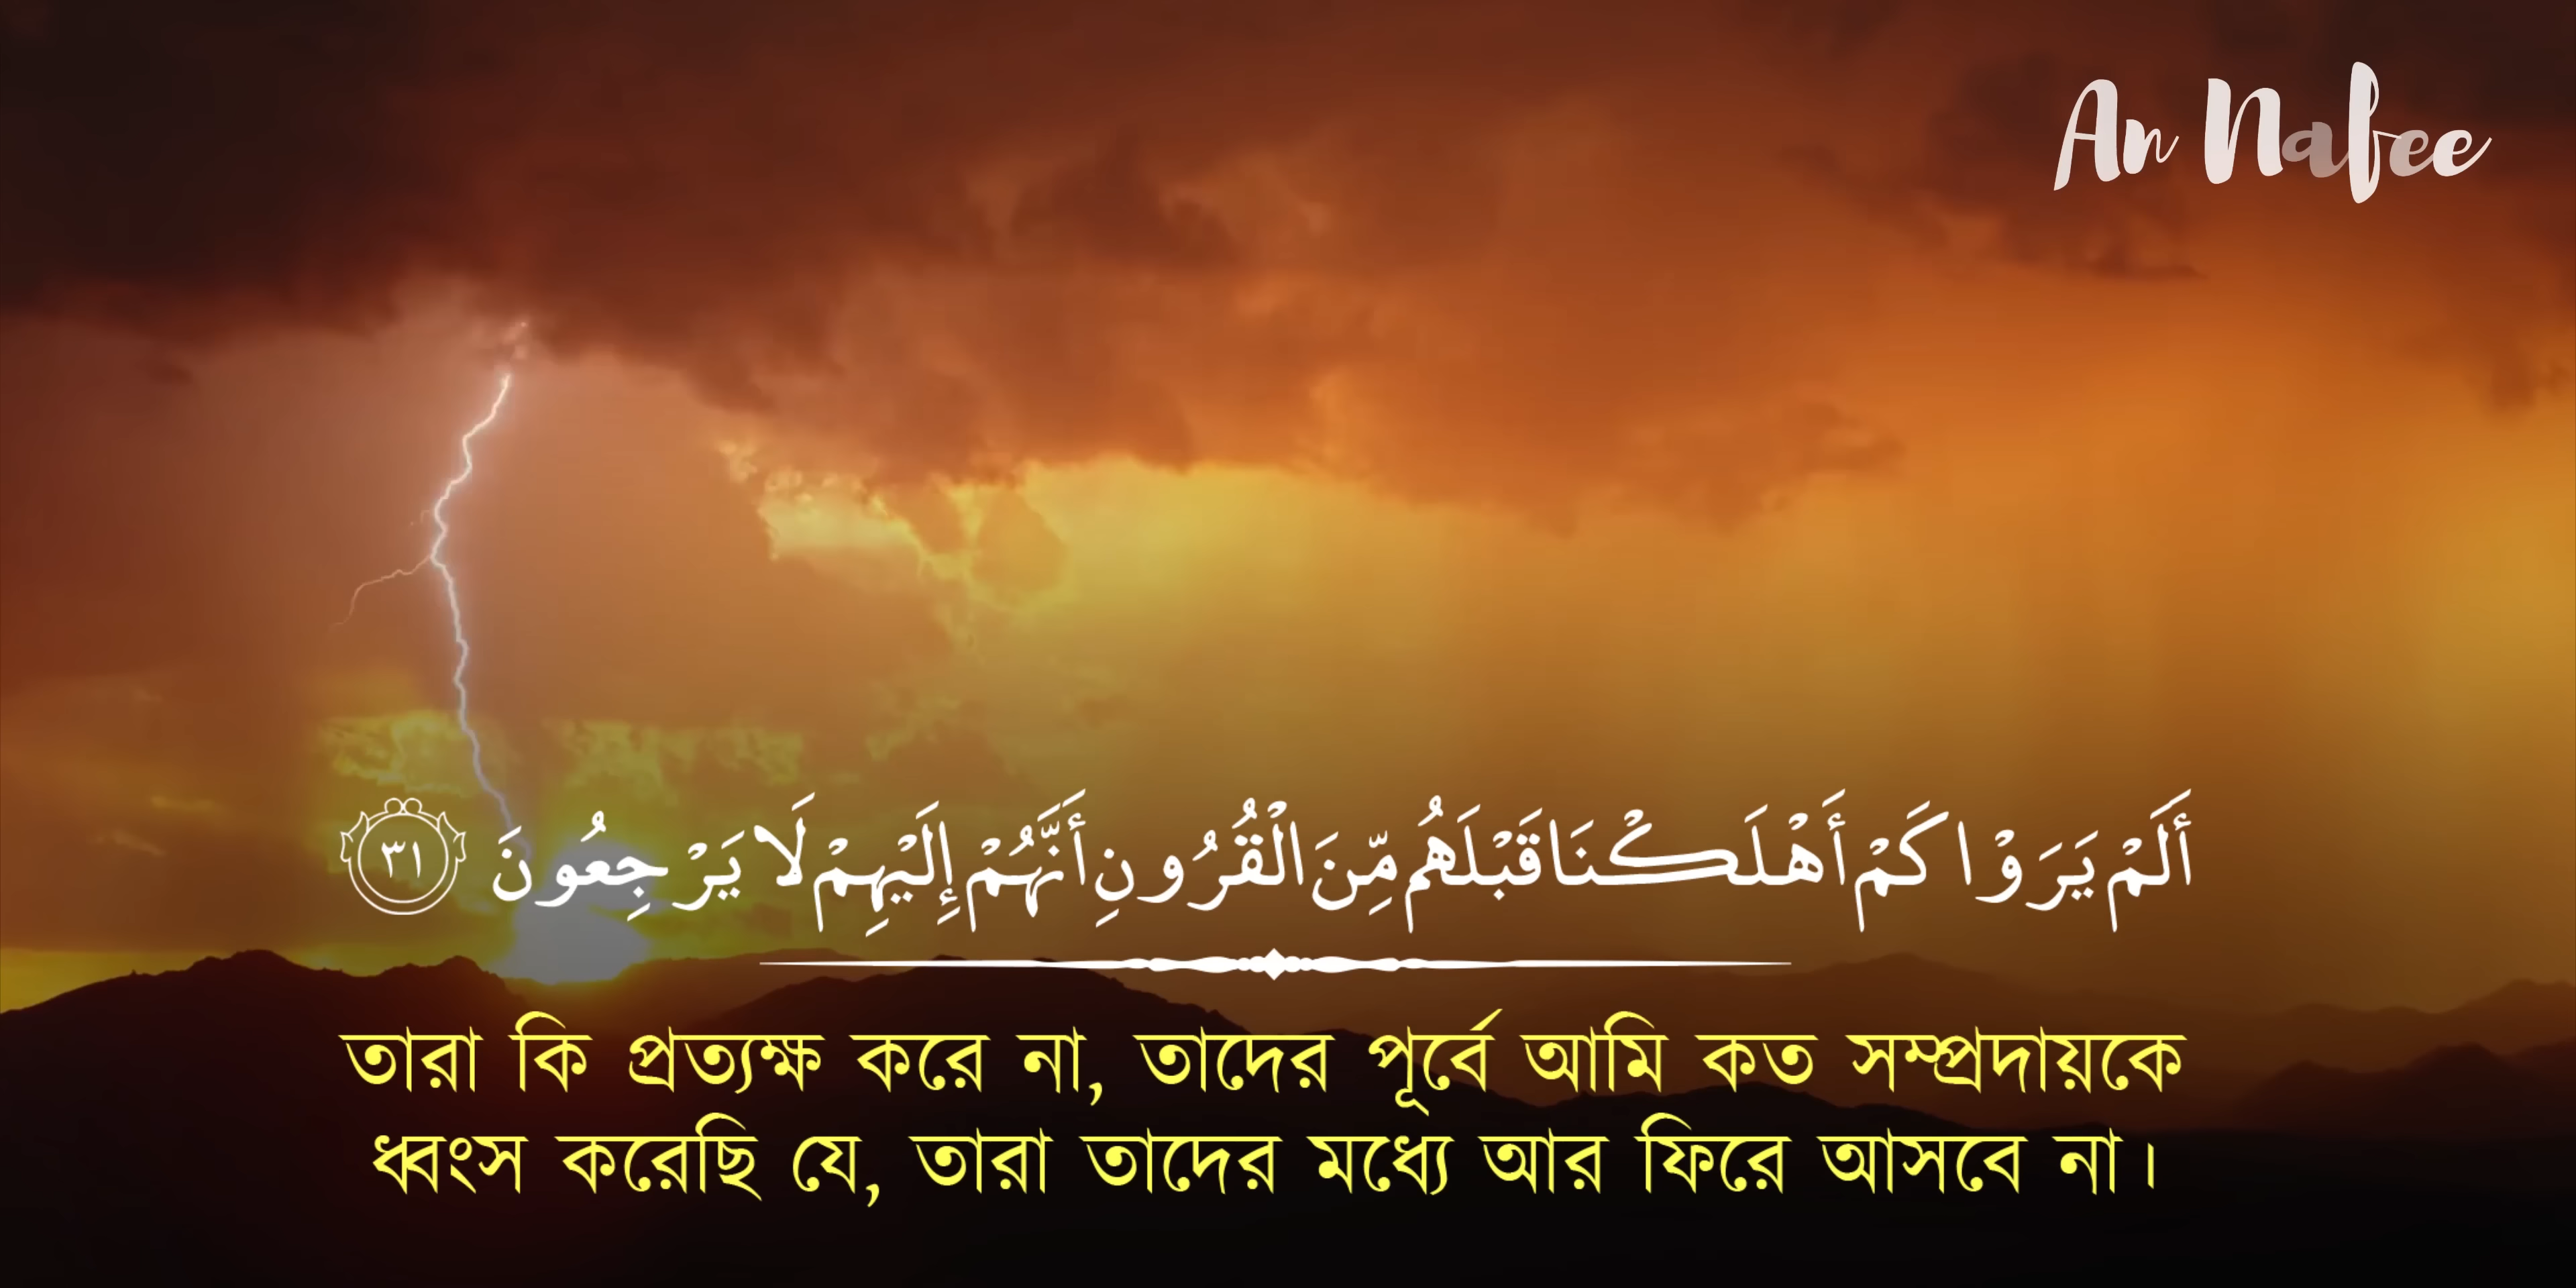 An Nafee
أَلَمْ يَرَوْا كَمْ أَهْلَكْنَا قَبْلَهُم مِّنَ الْقُرُونِ أَنَّهُمْ إِلَيْهِمْ لَا يَرْجِعُونَ ٣١
তারা কি প্রত্যক্ষ করে না, তাদের পূর্বে আমি কত সম্প্রদায়কে
ধ্বংস করেছি যে, তারা তাদের মধ্যে আর ফিরে আসবে না।